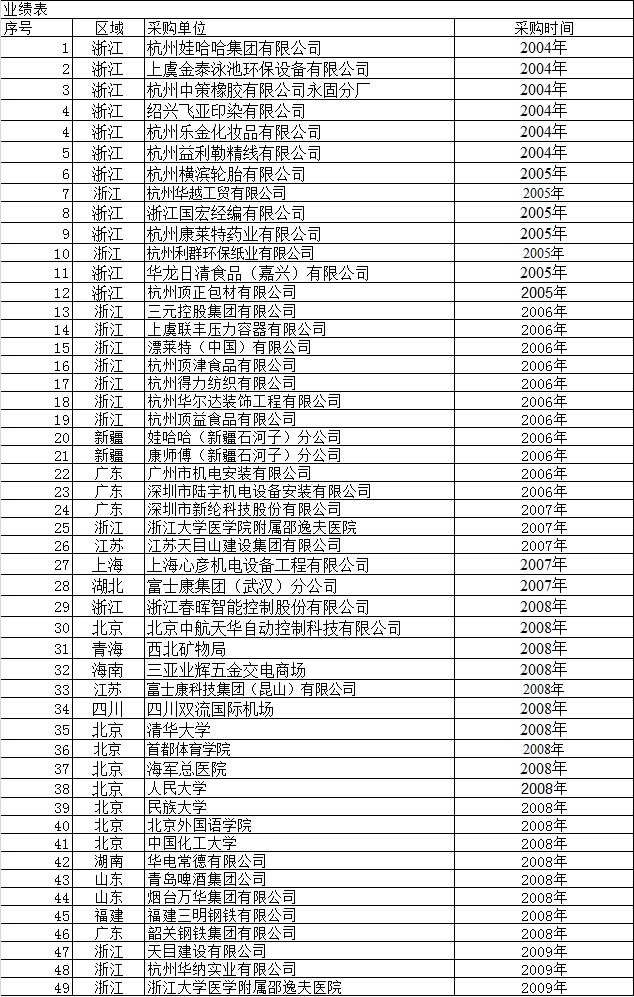 业绩表
序号 区域 采购单位 采购时间
1 浙江 杭州娃哈哈集团有限公司 2004年
2 浙江 上虞金泰泳池环保设备有限公司 2004年
3 浙江 杭州中策橡胶有限公司永固分厂 2004年
4 浙江 绍兴飞亚印染有限公司 2004年
4 浙江 杭州乐金化妆品有限公司 2004年
5 浙江 杭州益利勒精线有限公司 2004年
6 浙江 杭州横滨轮胎有限公司 2005年
7 浙江 杭州华越工贸有限公司 2005年
8 浙江 浙江国宏经编有限公司 2005年
9 浙江 杭州康莱特药业有限公司 2005年
10 浙江 杭州利群环保纸业有限公司 2005年
11 浙江 华龙日清食品（嘉兴）有限公司 2005年
12 浙江 杭州顶正包材有限公司 2005年
13 浙江 三元控股集团有限公司 2006年
14 浙江 上虞联丰压力容器有限公司 2006年
15 浙江 漂莱特（中国）有限公司 2006年
16 浙江 杭州顶津食品有限公司 2006年
17 浙江 杭州得力纺织有限公司 2006年
18 浙江 杭州华尔达装饰工程有限公司 2006年
19 浙江 杭州顶益食品有限公司 2006年
20 新疆 娃哈哈（新疆石河子）分公司 2006年
21 新疆 康师傅（新疆石河子）分公司 2006年
22 广东 广州市机电安装有限公司 2006年
23 广东 深圳市陆宇机电设备安装有限公司 2006年
24 广东 深圳市新纶科技股份有限公司 2007年
25 浙江 浙江大学医学院附属邵逸夫医院 2007年
26 江苏 江苏天目山建设集团有限公司 2007年
27 上海 上海心彦机电设备工程有限公司 2007年
28 湖北 富士康集团（武汉）分公司 2007年
29 浙江 浙江春晖智能控制股份有限公司 2008年
30 北京 北京中航天华自动控制科技有限公司 2008年
31 青海 西北矿物局 2008年
32 海南 三亚业辉五金交电商场 2008年
33 江苏 富士康科技集团（昆山）有限公司 2008年
34 四川 四川双流国际机场 2008年
35 北京 清华大学 2008年
36 北京 首都体育学院 2008年
37 北京 海军总医院 2008年
38 北京 人民大学 2008年
39 北京 民族大学 2008年
40 北京 北京外国语学院 2008年
41 北京 中国化工大学 2008年
42 湖南 华电常德有限公司 2008年
43 山东 青岛啤酒集团公司 2008年
44 山东 烟台万华集团有限公司 2008年
45 福建 福建三明钢铁有限公司 2008年
46 广东 韶关钢铁集团有限公司 2008年
47 浙江 天目建设有限公司 2009年
48 浙江 杭州华纳实业有限公司 2009年
49 浙江 浙江大学医学附属邵逸夫医院 2009年